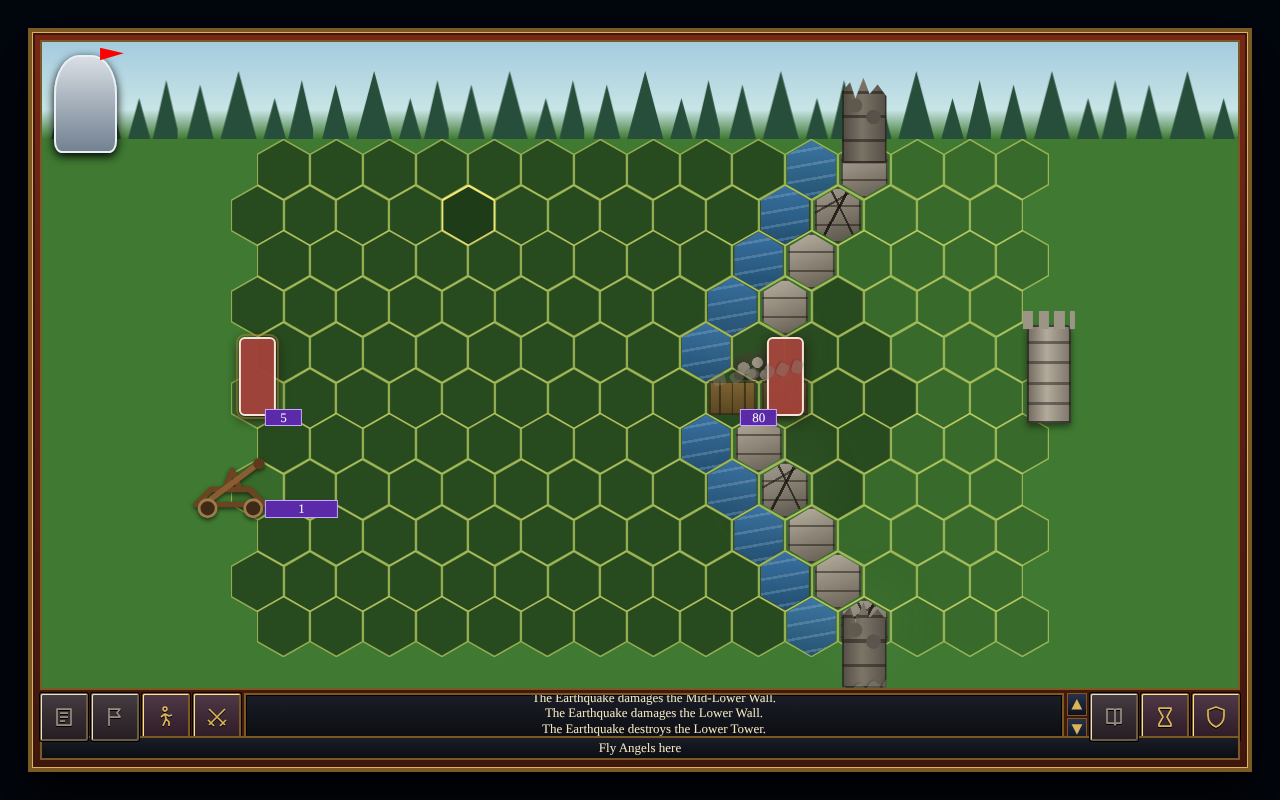 5
80
1
The Earthquake damages the Mid-Lower Wall.
The Earthquake damages the Lower Wall.
The Earthquake destroys the Lower Tower.
Fly Angels here